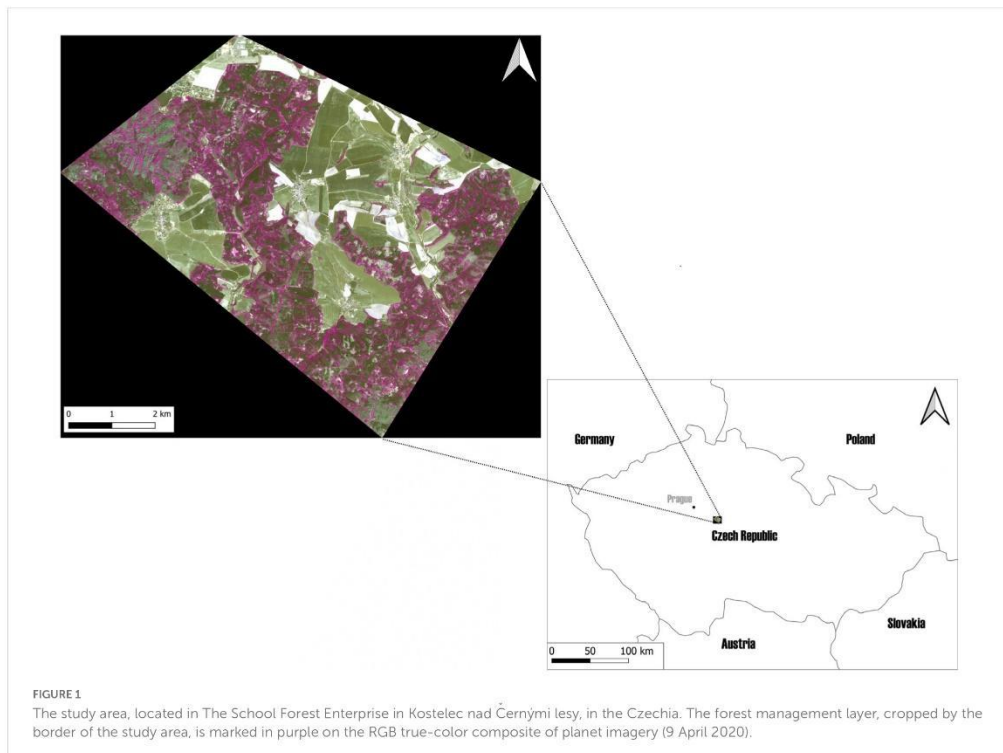 0 1 2 km
Germany
Poland
Prague
Czech Republic
Slovakia
Austria
0 50 100 km
FIGURE 1
The study area, located in The School Forest Enterprise in Kostelec nad Černými lesy, in the Czechia. The forest management layer, cropped by the
border of the study area, is marked in purple on the RGB true-color composite of planet imagery (9 April 2020).